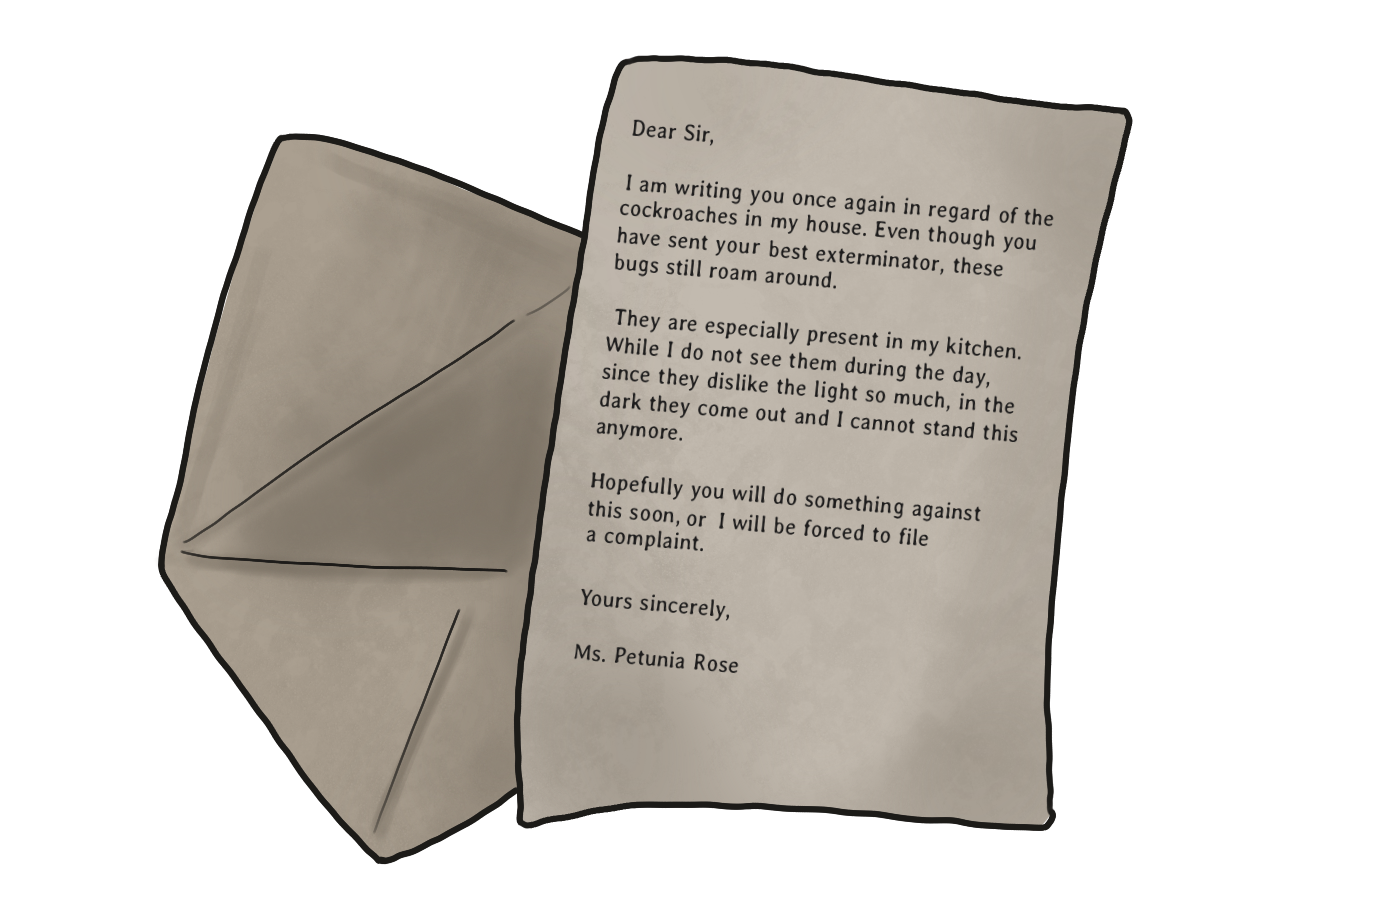 Dear Sir,
I am writing you once again in regard of the
cockroaches in my house. Even though you
have sent your best exterminator, these
bugs still roam around.
They are especially present in my kitchen.
While I do not see them during the day,
since they dislike the light so much, in the
dark they come out and I cannot stand this
anymore.
Hopefully you will do something against
this soon, or I will be forced to file
a complaint.
Yours sincerely,
Ms. Petunia Rose